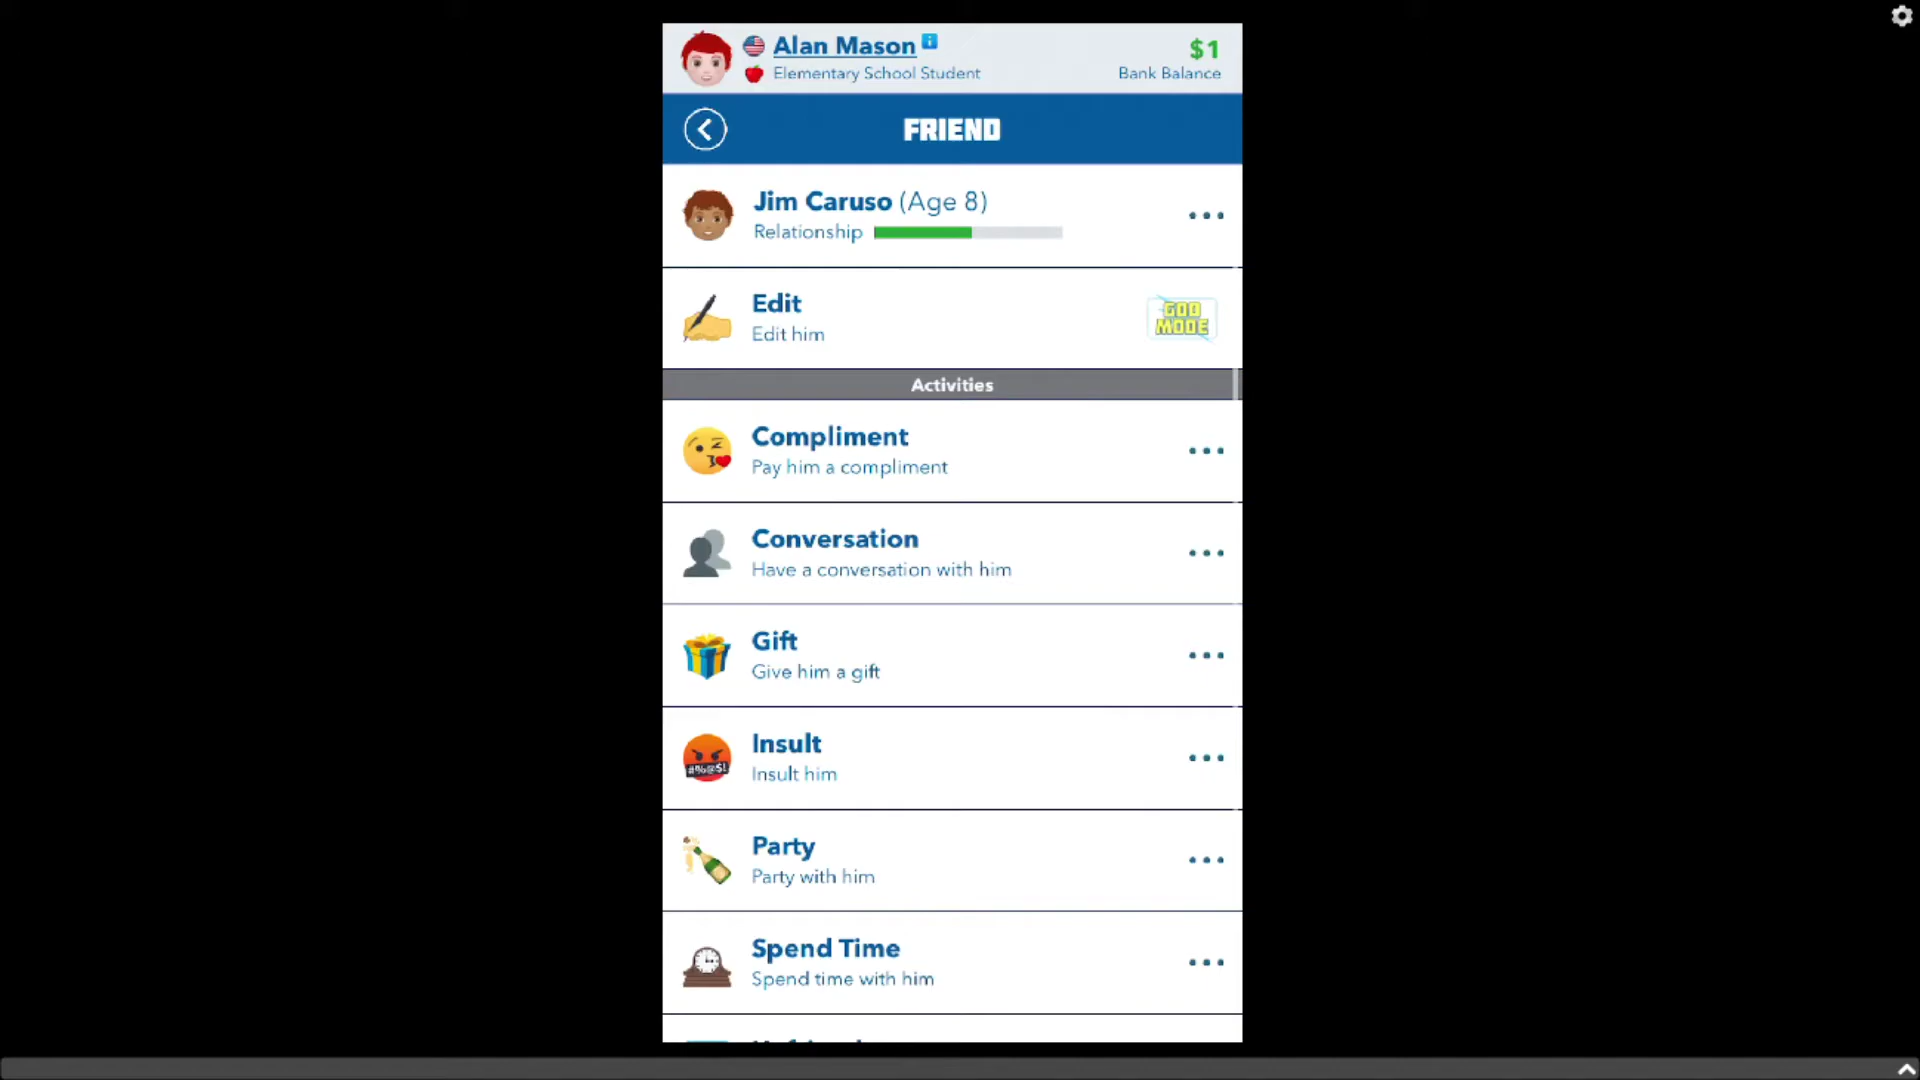 Alan Mason
Elementary School Student
$1
Bank Balance
FRIEND
Jim Caruso (Age 8)
Relationship
Edit
Edit him
GOD
MODE
Activities
Compliment
Pay him a compliment
Conversation
Have a conversation with him
Gift
Give him a gift
Insult
Insult him
Party
Party with him
Spend Time
Spend time with him